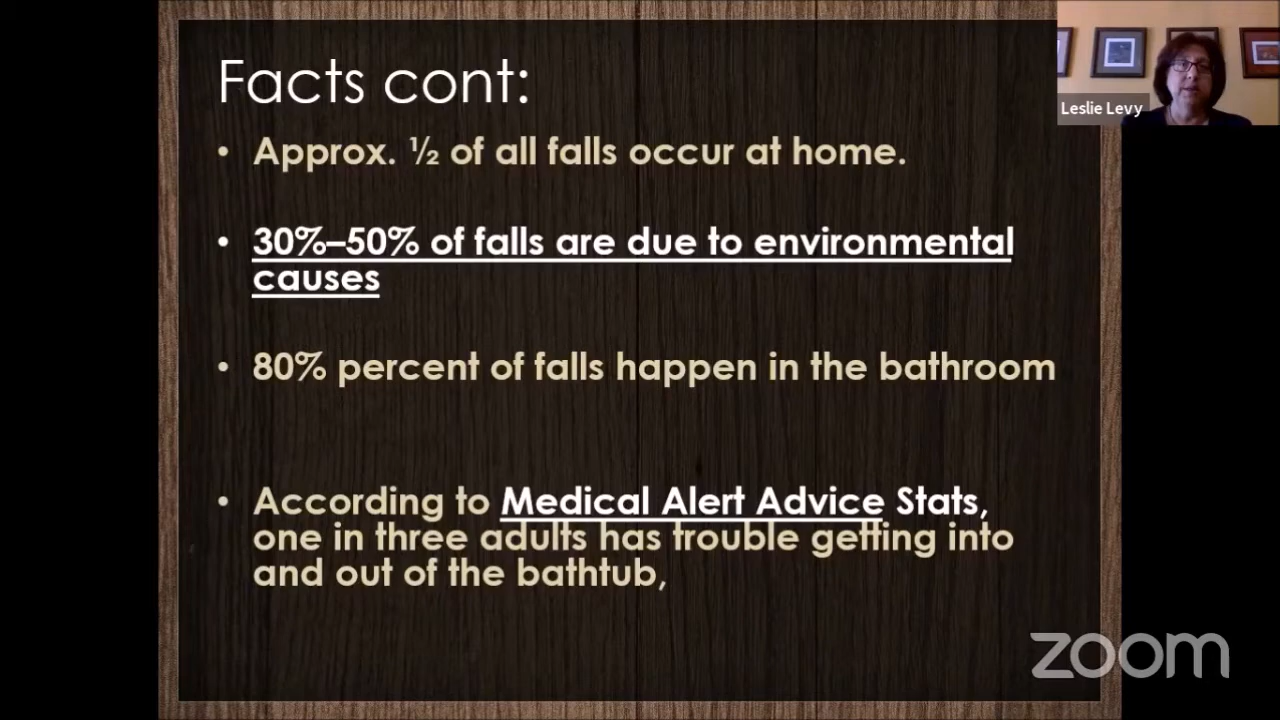 Facts cont:
• Approx. ½ of all falls occur at home.
• 30%–50% of falls are due to environmental
causes
• 80% percent of falls happen in the bathroom
• According to Medical Alert Advice Stats,
one in three adults has trouble getting into
and out of the bathtub,
Leslie Levy
zoom